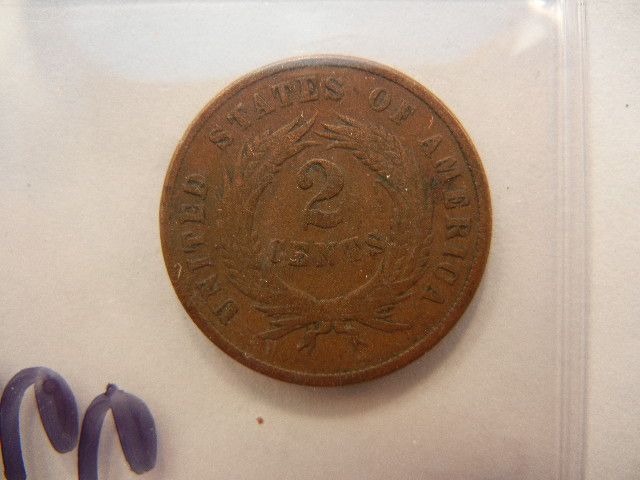 UNITED STATES OF AMERICA
2
CENTS